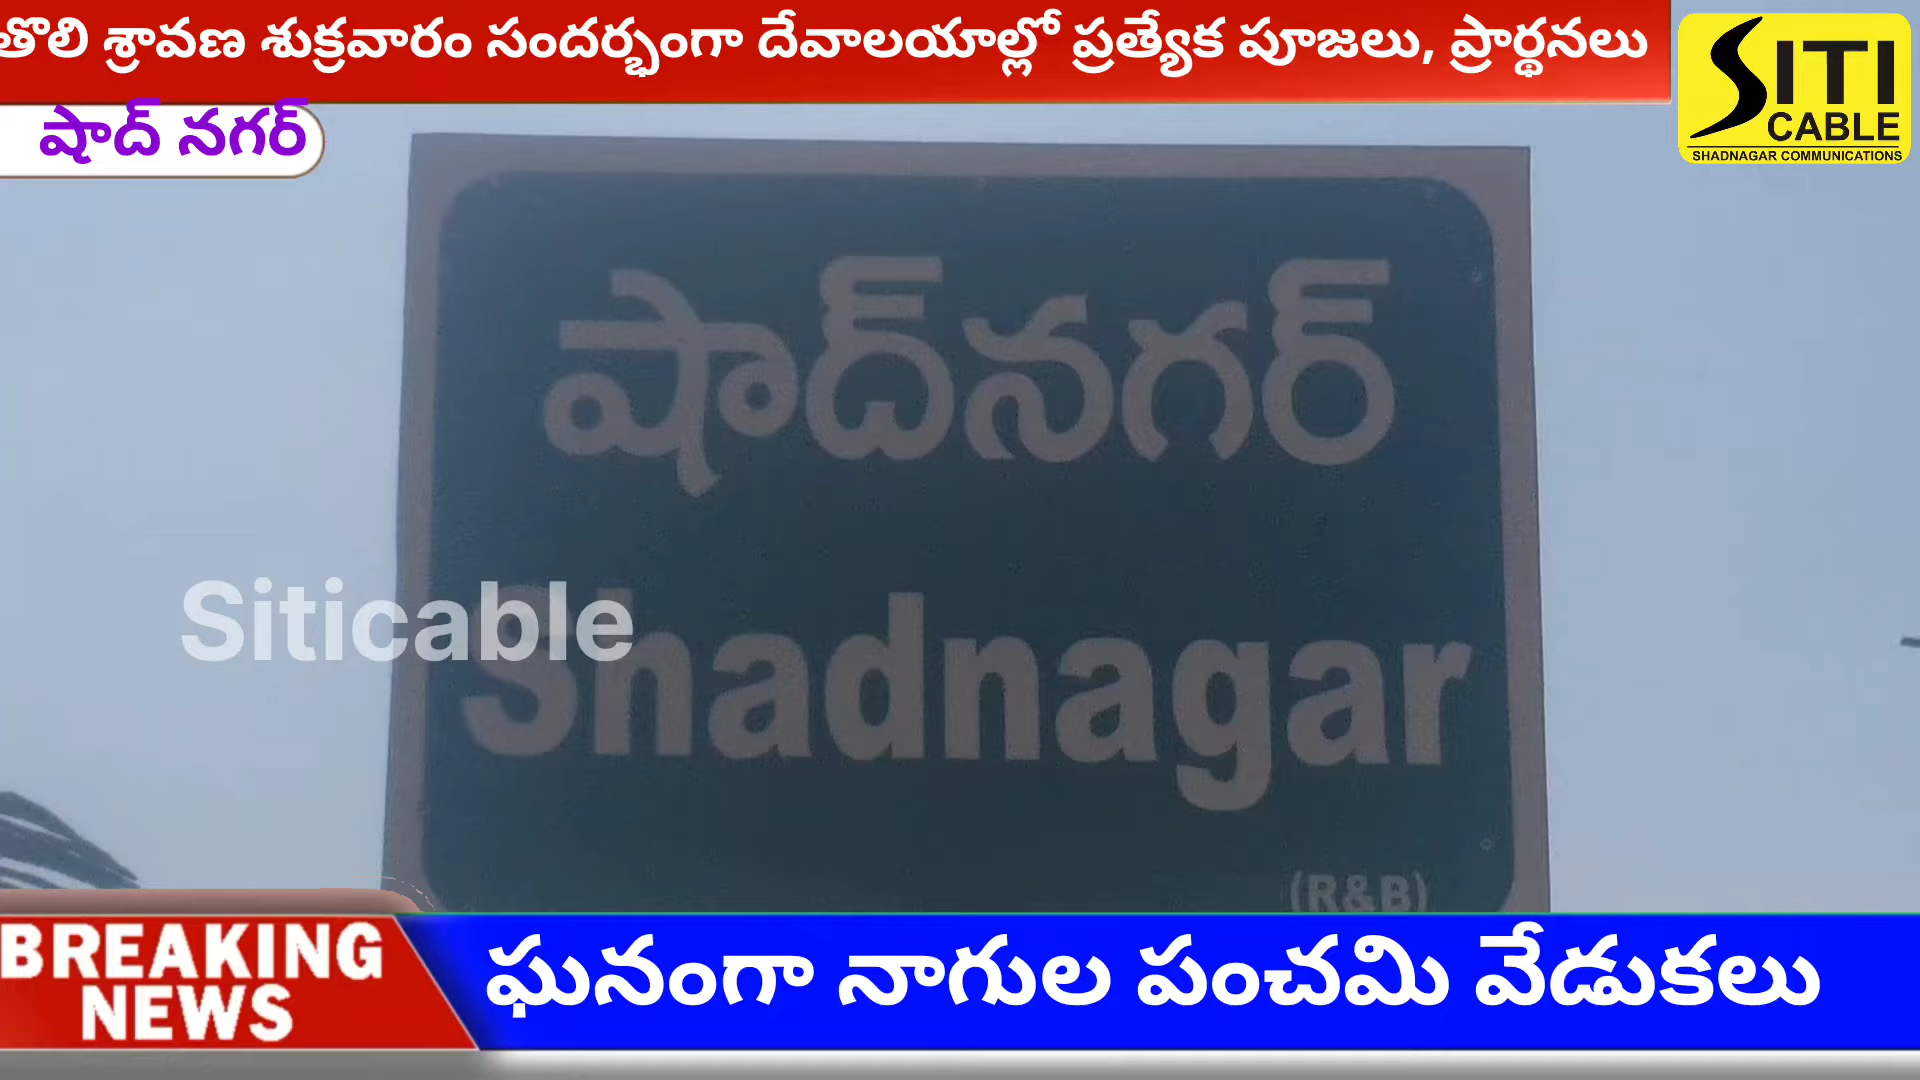 తొలి శ్రావణ శుక్రవారం సందర్భంగా దేవాలయాల్లో ప్రత్యేక పూజలు, ప్రార్థనలు
SITI
CABLE
SHADNAGAR COMMUNICATIONS
షాద్ నగర్
షాద్‌నగర్
Siticable
Shadnagar
(R&B)
BREAKING
NEWS
ఘనంగా నాగుల పంచమి వేడుకలు